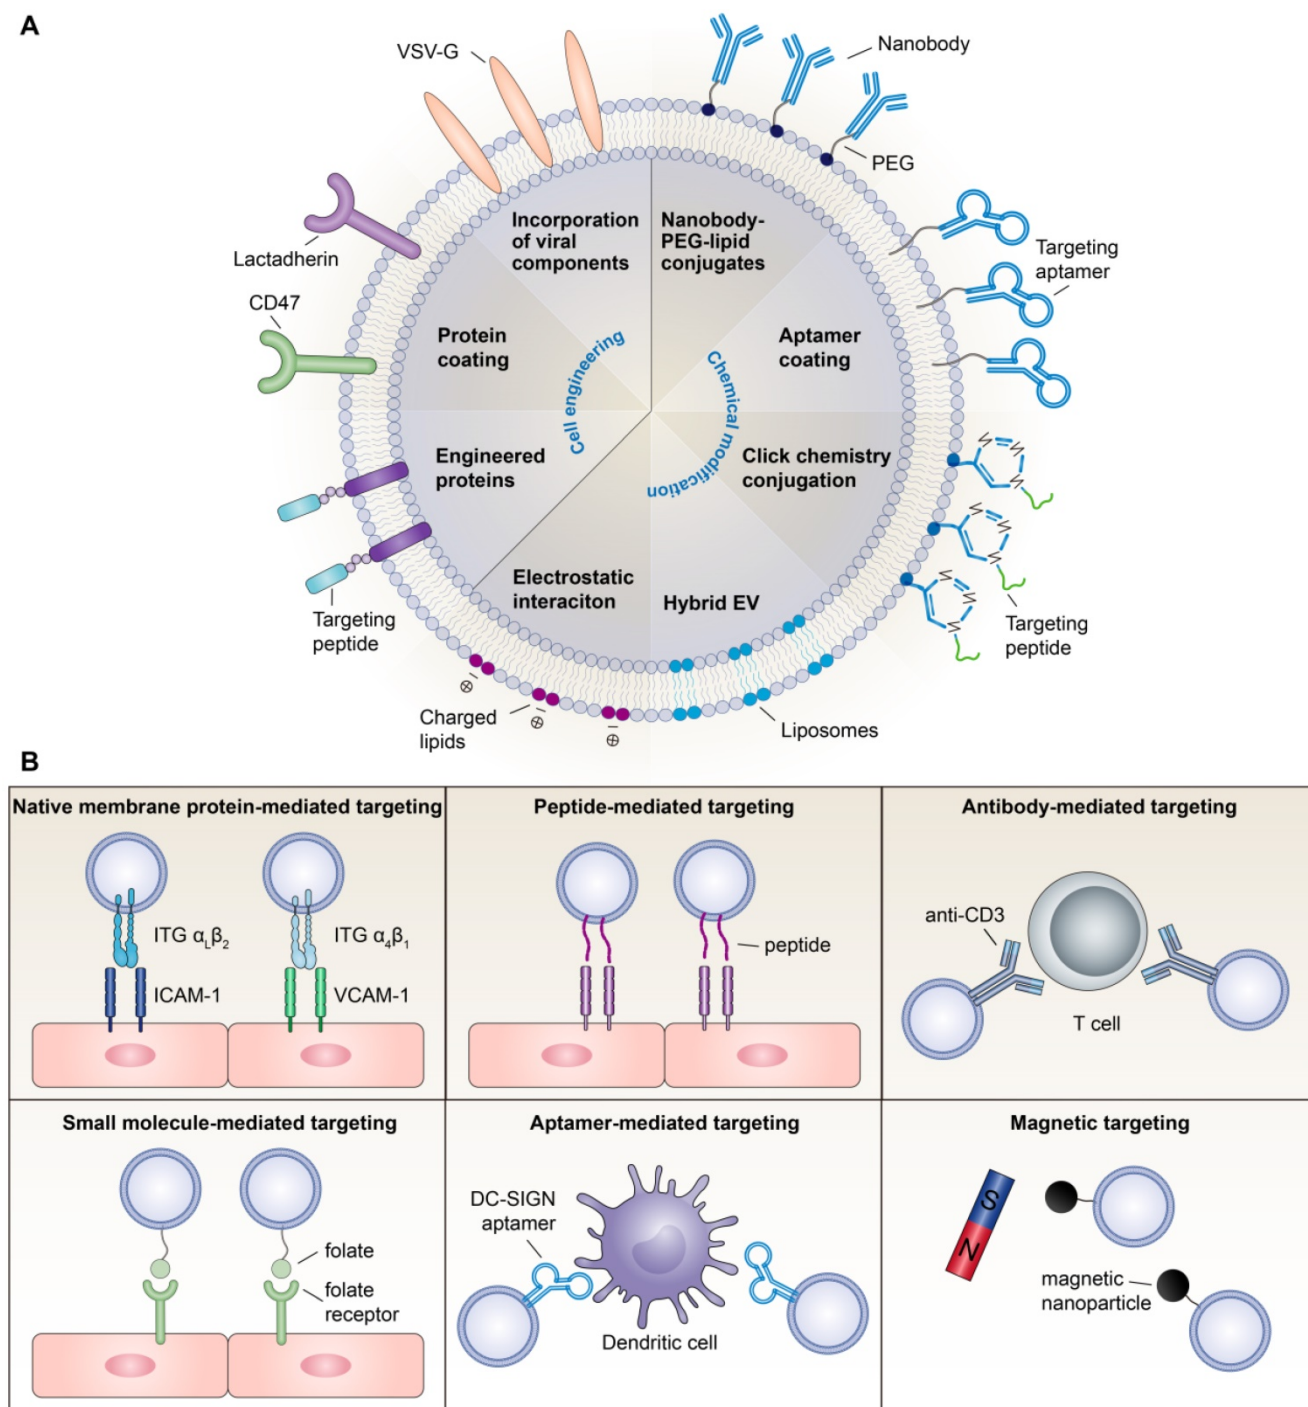 A
VSV-G
Nanobody
PEG
Lactadherin
CD47
Targeting
aptamer
Incorporation
of viral
components
Nanobody-
PEG-lipid
conjugates
Protein
coating
Aptamer
coating
Cell engineering
Chemical modification
Engineered
proteins
Click chemistry
conjugation
Electrostatic
interaciton
Hybrid EV
Targeting
peptide
Targeting
peptide
Charged
lipids
Liposomes
N
N
N
N
N
N
N
N
N
B
Native membrane protein-mediated targeting
ITG αLβ2
ITG α4β1
ICAM-1
VCAM-1
Peptide-mediated targeting
peptide
Antibody-mediated targeting
anti-CD3
T cell
Small molecule-mediated targeting
folate
folate
receptor
Aptamer-mediated targeting
DC-SIGN
aptamer
Dendritic cell
Magnetic targeting
S
N
magnetic
nanoparticle